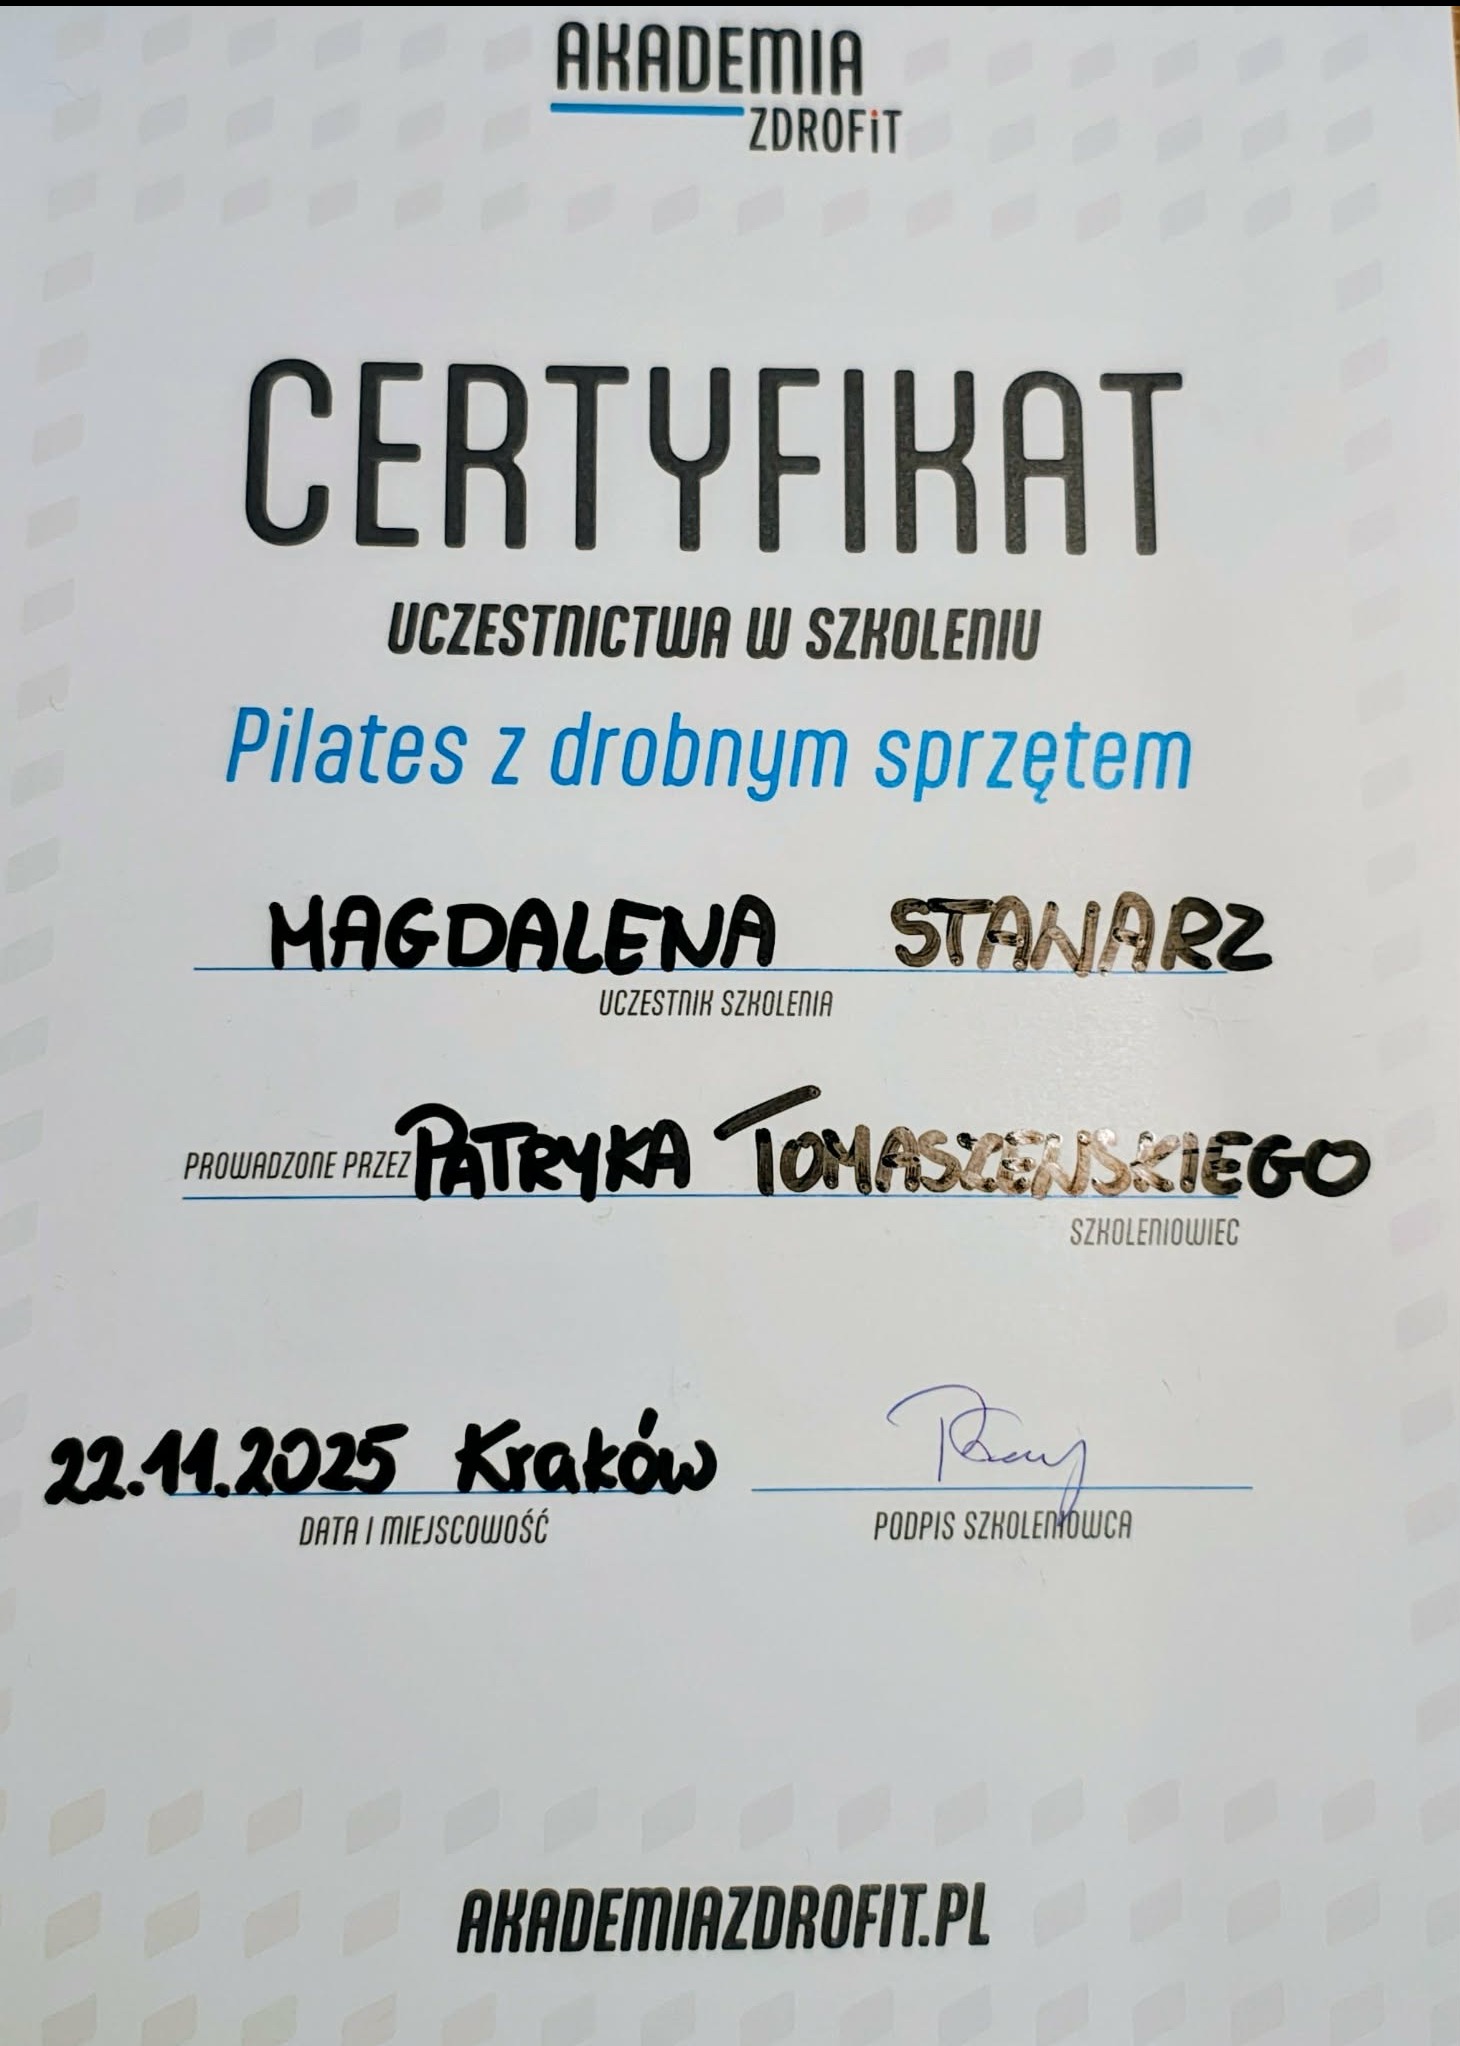 AKADEMIA
ZDROFiT
CERTYFIKAT
UCZESTNICTWA W SZKOLENIU
Pilates z drobnym sprzętem
MAGDALENA STAWARZ
UCZESTNIK SZKOLENIA
PROWADZONE PRZEZ PATRYKA TOMASZEWSKIEGO
SZKOLENIOWIEC
22.11.2025 Kraków
DATA I MIEJSCOWOŚĆ
PODPIS SZKOLENIOWCA
AKADEMIAZDROFIT.PL